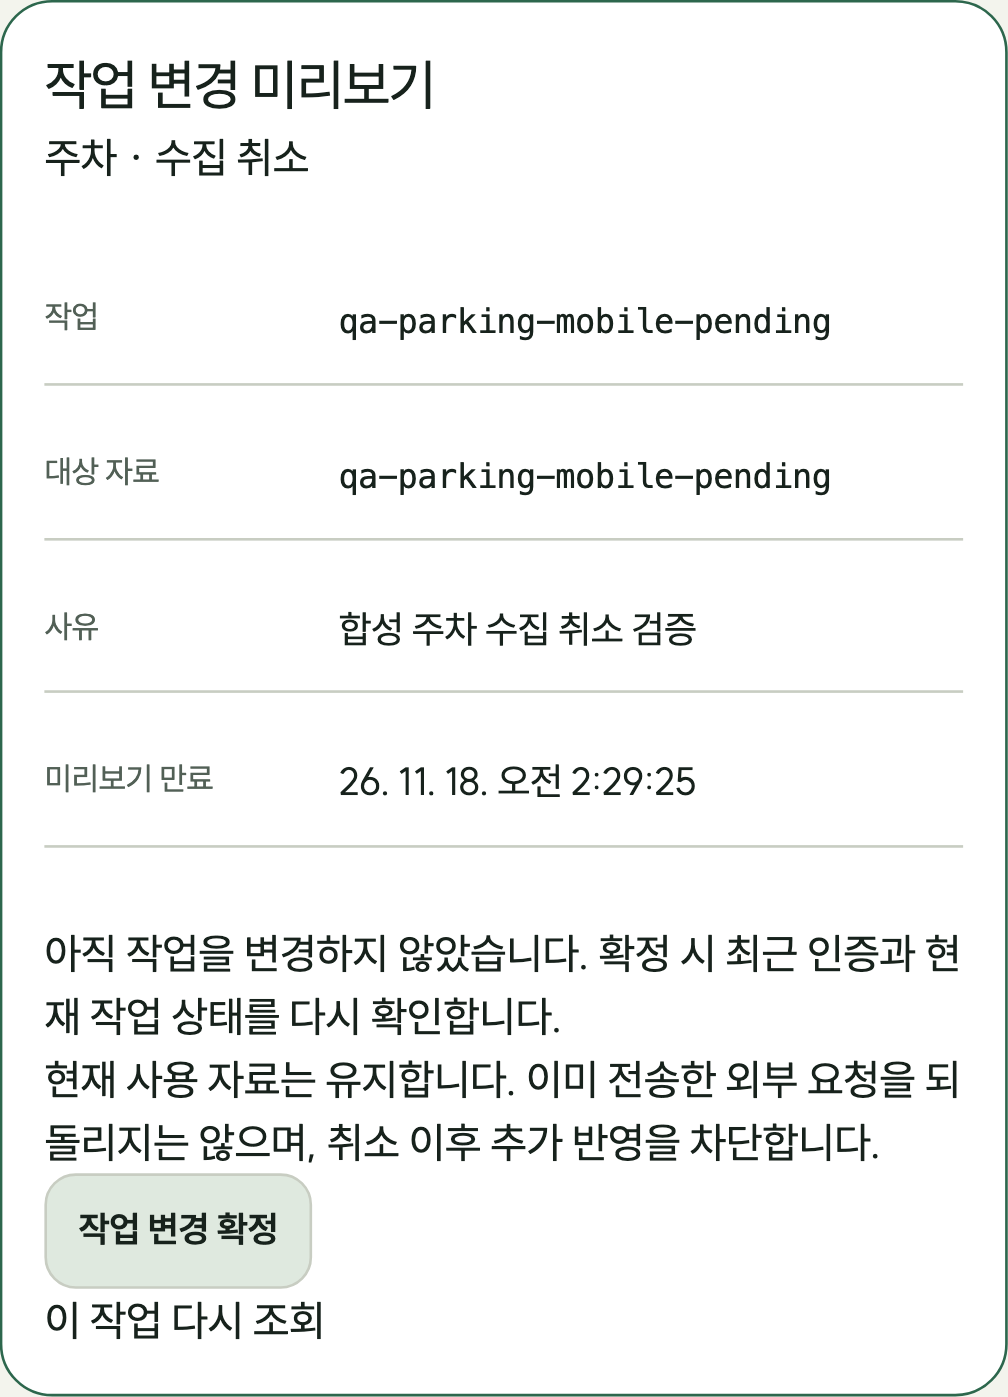 작업 변경 미리보기
주차 · 수집 취소
작업 qa-parking-mobile-pending
대상 자료 qa-parking-mobile-pending
사유 합성 주차 수집 취소 검증
미리보기 만료 26. 11. 18. 오전 2:29:25
아직 작업을 변경하지 않았습니다. 확정 시 최근 인증과 현
재 작업 상태를 다시 확인합니다.
현재 사용 자료는 유지합니다. 이미 전송한 외부 요청을 되
돌리지는 않으며, 취소 이후 추가 반영을 차단합니다.
작업 변경 확정
이 작업 다시 조회